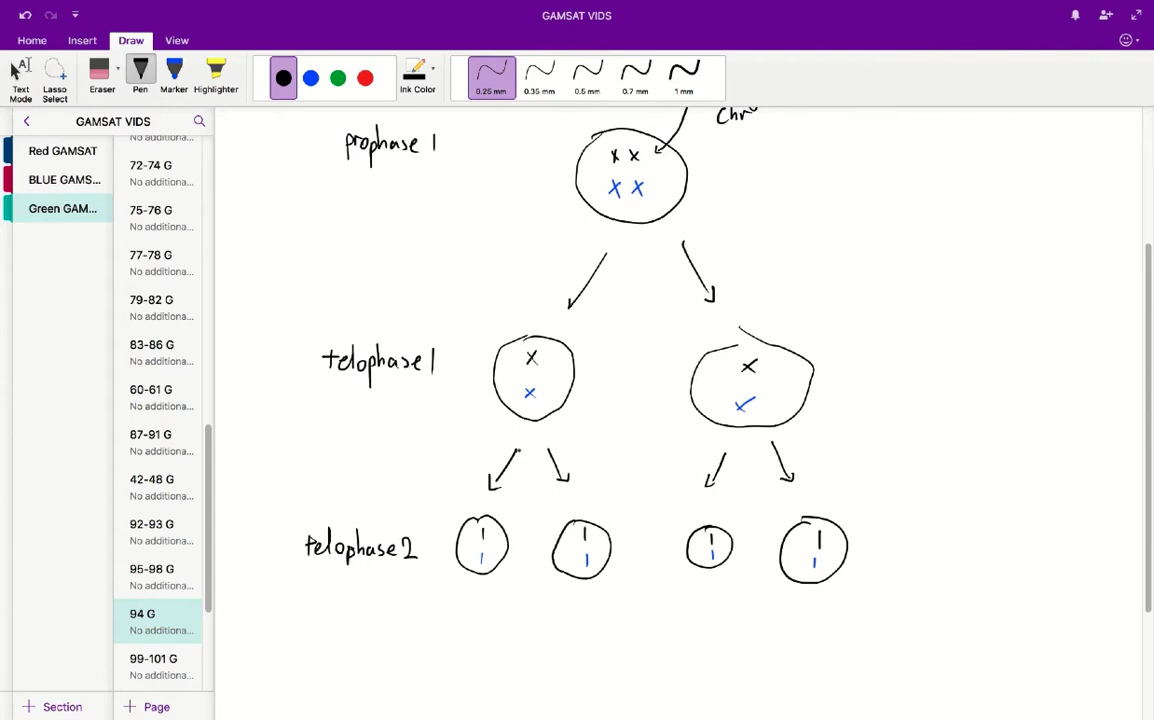 GAMSAT VIDS
Home Insert Draw View
Text Mode
Lasso Select
Eraser
Pen
Marker
Highlighter
Ink Color
0.25 mm
0.35 mm
0.5 mm
0.7 mm
1 mm
GAMSAT VIDS
Red GAMSAT
BLUE GAMS...
Green GAM...
No additiona...
72-74 G
No additiona...
75-76 G
No additiona...
77-78 G
No additiona...
79-82 G
No additiona...
83-86 G
No additiona...
60-61 G
No additiona...
87-91 G
No additiona...
42-48 G
No additiona...
92-93 G
No additiona...
95-98 G
No additiona...
94 G
No additiona...
99-101 G
No additiona...
+ Section
+ Page
prophase 1
telophase 1
telophase 2